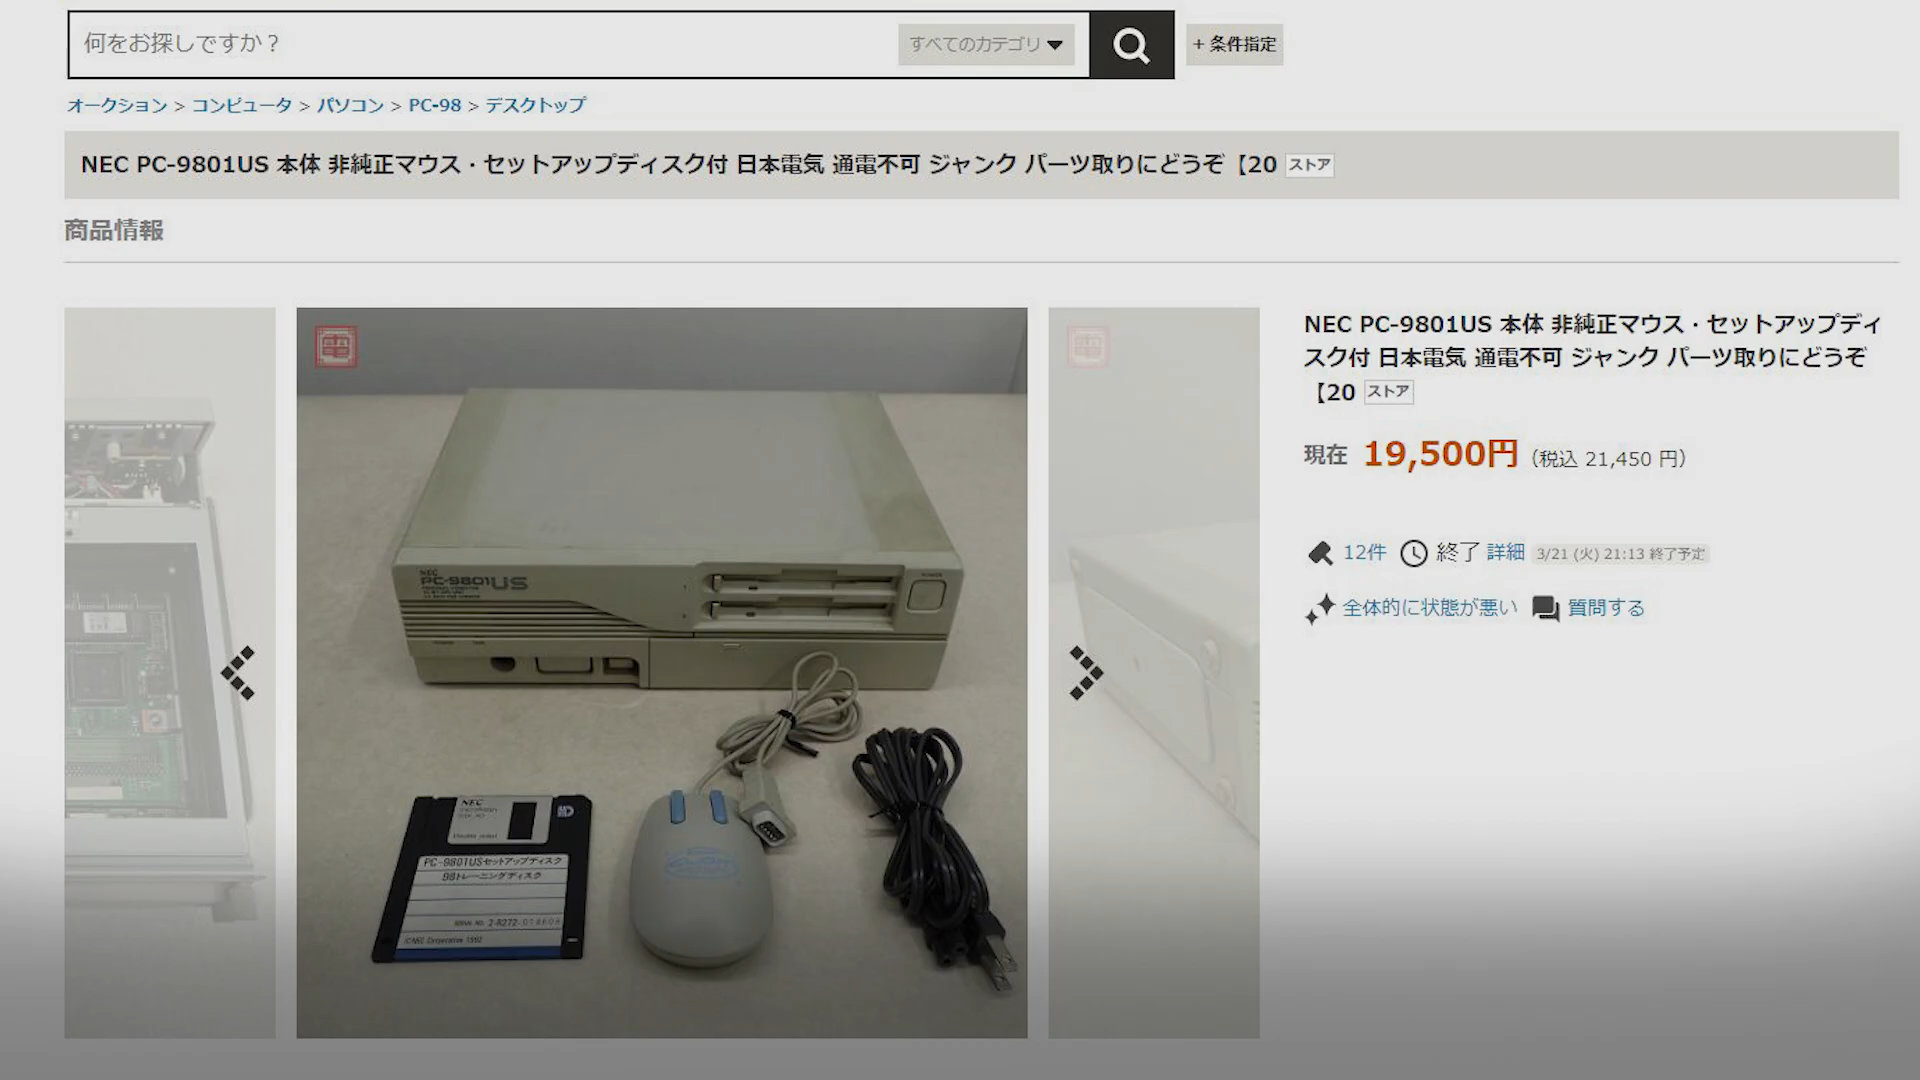 何をお探しですか？
すべてのカテゴリ
+ 条件指定
オークション > コンピュータ > パソコン > PC-98 > デスクトップ
NEC PC-9801US 本体 非純正マウス・セットアップディスク付 日本電気 通電不可 ジャンク パーツ取りにどうぞ【20 ストア
商品情報
電
NEC
PC-9801US
POWER
NEC
PC-9801USセットアップディスク
98トレーニングディスク
©NEC Corporation 1992
NEC PC-9801US 本体 非純正マウス・セットアップディ
スク付 日本電気 通電不可 ジャンク パーツ取りにどうぞ
【20 ストア
現在 19,500円（税込 21,450 円）
12件 終了 詳細 3/21 (火) 21:13 終了予定
全体的に状態が悪い 質問する